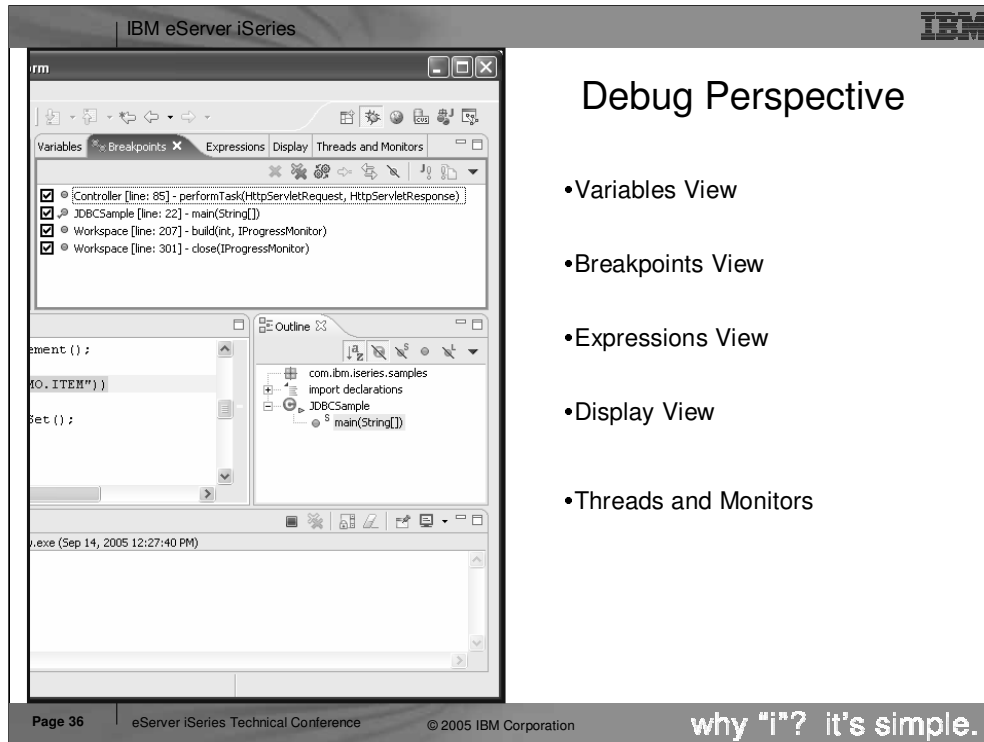 IBM eServer iSeries
IBM
rm
Variables Breakpoints Expressions Display Threads and Monitors
Controller [line: 85] - performTask(HttpServletRequest, HttpServletResponse)
JDBCSample [line: 22] - main(String[])
Workspace [line: 207] - build(int, IProgressMonitor)
Workspace [line: 301] - close(IProgressMonitor)
Outline
ement();
MO.ITEM"))
Set();
com.ibm.iseries.samples
import declarations
JDBCSample
main(String[])
w.exe (Sep 14, 2005 12:27:40 PM)
Debug Perspective
•Variables View
•Breakpoints View
•Expressions View
•Display View
•Threads and Monitors
Page 36
eServer iSeries Technical Conference
© 2005 IBM Corporation
why "i"? it's simple.